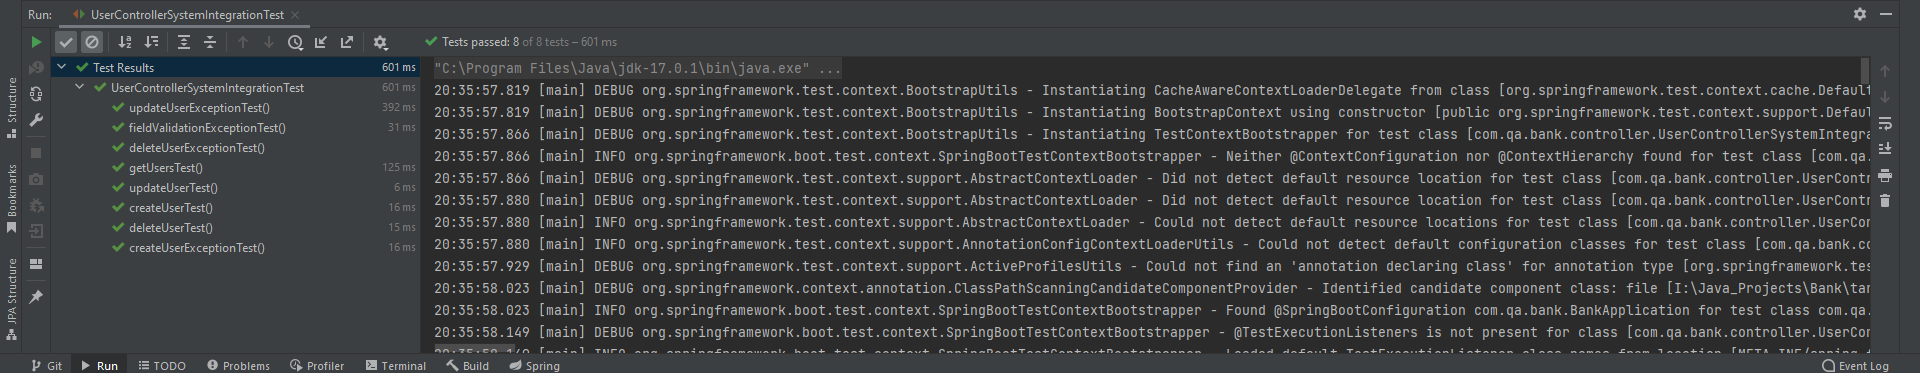 Run: UserControllerSystemIntegrationTest
Tests passed: 8 of 8 tests – 601 ms
Test Results 601 ms
UserControllerSystemIntegrationTest 601 ms
updateUserExceptionTest() 392 ms
fieldValidationExceptionTest() 31 ms
deleteUserExceptionTest()
getUsersTest() 125 ms
updateUserTest() 6 ms
createUserTest() 16 ms
deleteUserTest() 15 ms
createUserExceptionTest() 16 ms
"C:\Program Files\Java\jdk-17.0.1\bin\java.exe" ...
20:35:57.819 [main] DEBUG org.springframework.test.context.BootstrapUtils - Instantiating CacheAwareContextLoaderDelegate from class [org.springframework.test.context.cache.Default
20:35:57.819 [main] DEBUG org.springframework.test.context.BootstrapUtils - Instantiating BootstrapContext using constructor [public org.springframework.test.context.support.Defau
20:35:57.866 [main] DEBUG org.springframework.test.context.BootstrapUtils - Instantiating TestContextBootstrapper for test class [com.qa.bank.controller.UserControllerSystemIntegra
20:35:57.866 [main] INFO org.springframework.boot.test.context.SpringBootTestContextBootstrapper - Neither @ContextConfiguration nor @ContextHierarchy found for test class [com.qa.
20:35:57.866 [main] DEBUG org.springframework.test.context.support.AbstractContextLoader - Did not detect default resource location for test class [com.qa.bank.controller.UserContr
20:35:57.880 [main] DEBUG org.springframework.test.context.support.AbstractContextLoader - Did not detect default resource location for test class [com.qa.bank.controller.UserContr
20:35:57.880 [main] INFO org.springframework.test.context.support.AbstractContextLoader - Could not detect default resource locations for test class [com.qa.bank.controller.UserCon
20:35:57.880 [main] INFO org.springframework.test.context.support.AnnotationConfigContextLoaderUtils - Could not detect default configuration classes for test class [com.qa.bank.co
20:35:57.929 [main] DEBUG org.springframework.test.context.support.ActiveProfilesUtils - Could not find an 'annotation declaring class' for annotation type [org.springframework.tes
20:35:58.023 [main] DEBUG org.springframework.context.annotation.ClassPathScanningCandidateComponentProvider - Identified candidate component class: file [I:\Java_Projects\Bank\tar
20:35:58.023 [main] INFO org.springframework.boot.test.context.SpringBootTestContextBootstrapper - Found @SpringBootConfiguration com.qa.bank.BankApplication for test class [com.qa
20:35:58.149 [main] DEBUG org.springframework.boot.test.context.SpringBootTestContextBootstrapper - @TestExecutionListeners is not present for class [com.qa.bank.controller.UserCon
[main] INFO org.springframework.boot.test.context.SpringBootTestContextBootstrapper - Loaded default TestExecutionListener class names from location [META-INF/spring.f
Structure
Bookmarks
JPA Structure
Git Run TODO Problems Profiler Terminal Build Spring Event Log